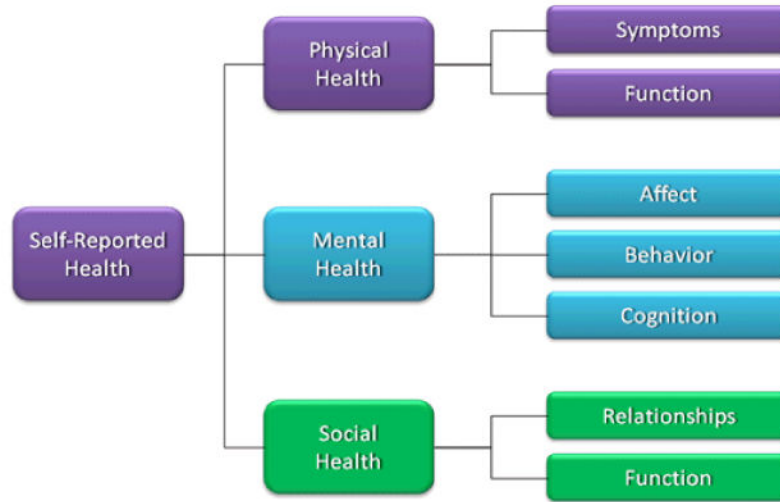 Self-Reported
Health
Physical
Health
Symptoms
Function
Mental
Health
Affect
Behavior
Cognition
Social
Health
Relationships
Function